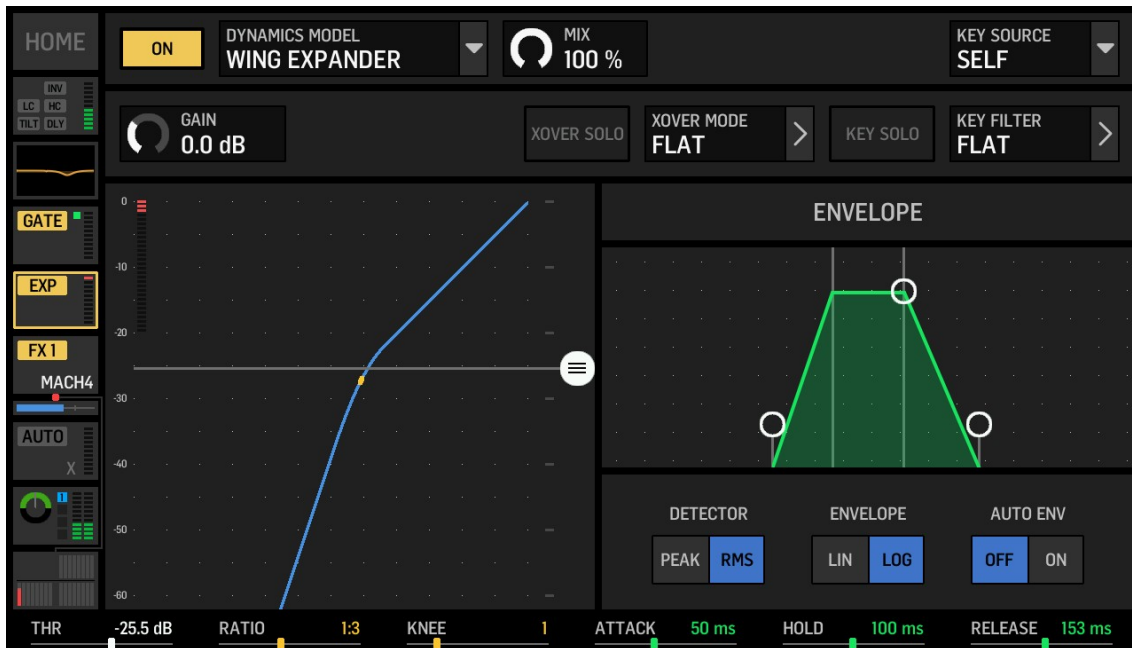 HOME
ON
DYNAMICS MODEL
WING EXPANDER
MIX
100 %
KEY SOURCE
SELF
INV
LC HC
TILT DLY
GAIN
0.0 dB
XOVER SOLO
XOVER MODE
FLAT
KEY SOLO
KEY FILTER
FLAT
GATE
EXP
FX 1
MACH4
AUTO
X
1
0
-10
-20
-30
-40
-50
-60
ENVELOPE
DETECTOR
PEAK RMS
ENVELOPE
LIN LOG
AUTO ENV
OFF ON
THR -25.5 dB
RATIO 1:3
KNEE 1
ATTACK 50 ms
HOLD 100 ms
RELEASE 153 ms